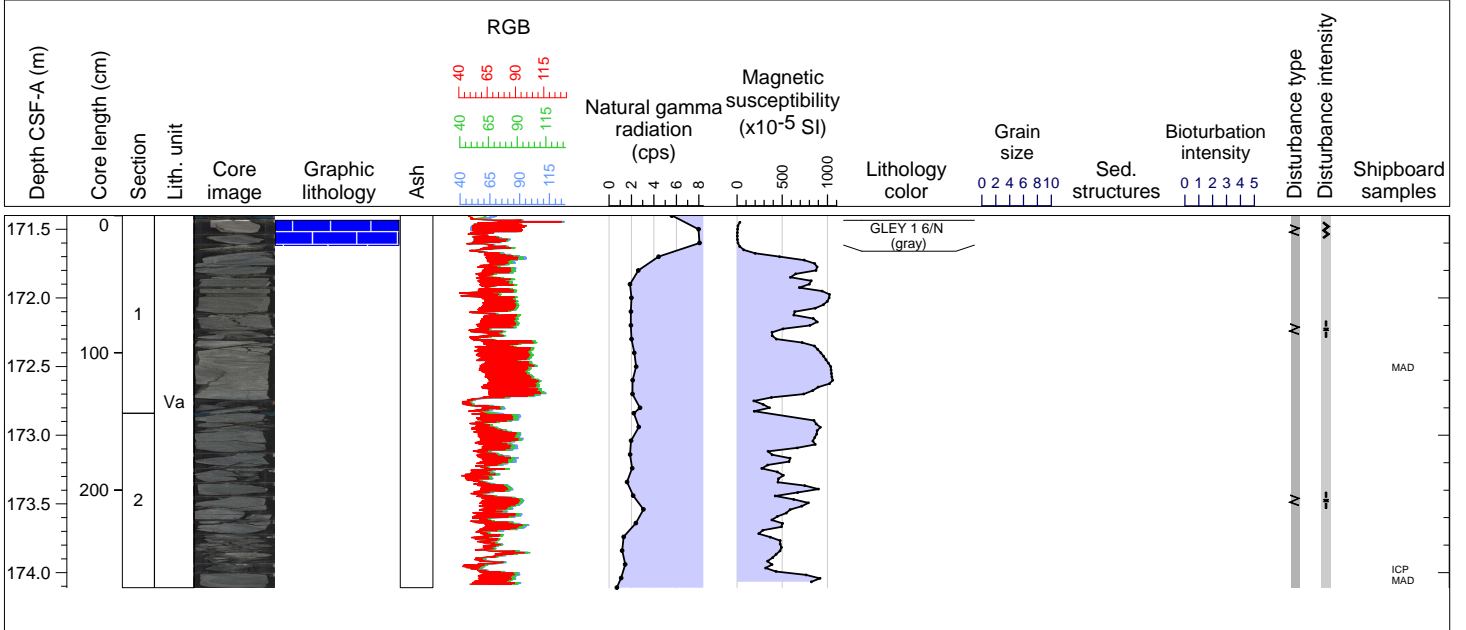 Depth CSF-A (m)
Core length (cm)
Section
Lith. unit
Core
image
Graphic
lithology
Ash
RGB
40 65 90 115
40 65 90 115
40 65 90 115
Natural gamma
radiation
(cps)
0 2 4 6 8
Magnetic
susceptibility
(x10-5 SI)
0 500 1000
Lithology
color
Grain
size
0 2 4 6 8 10
Sed.
structures
Bioturbation
intensity
0 1 2 3 4 5
Disturbance type
Disturbance intensity
Shipboard
samples
171.5
172.0
172.5
173.0
173.5
174.0
0
100
200
1
2
Va
GLEY 1 6/N
(gray)
MAD
ICP
MAD